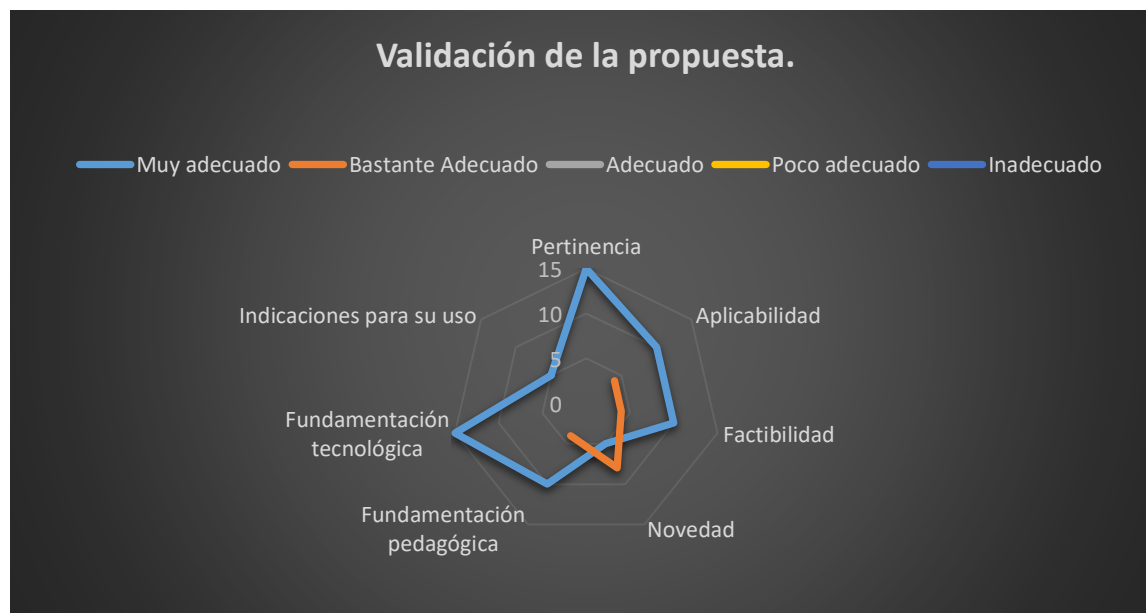 Validación de la propuesta.
Muy adecuado
Bastante Adecuado
Adecuado
Poco adecuado
Inadecuado
Pertinencia
15
Indicaciones para su uso
10
Aplicabilidad
5
0
Fundamentación
tecnológica
Factibilidad
Fundamentación
pedagógica
Novedad